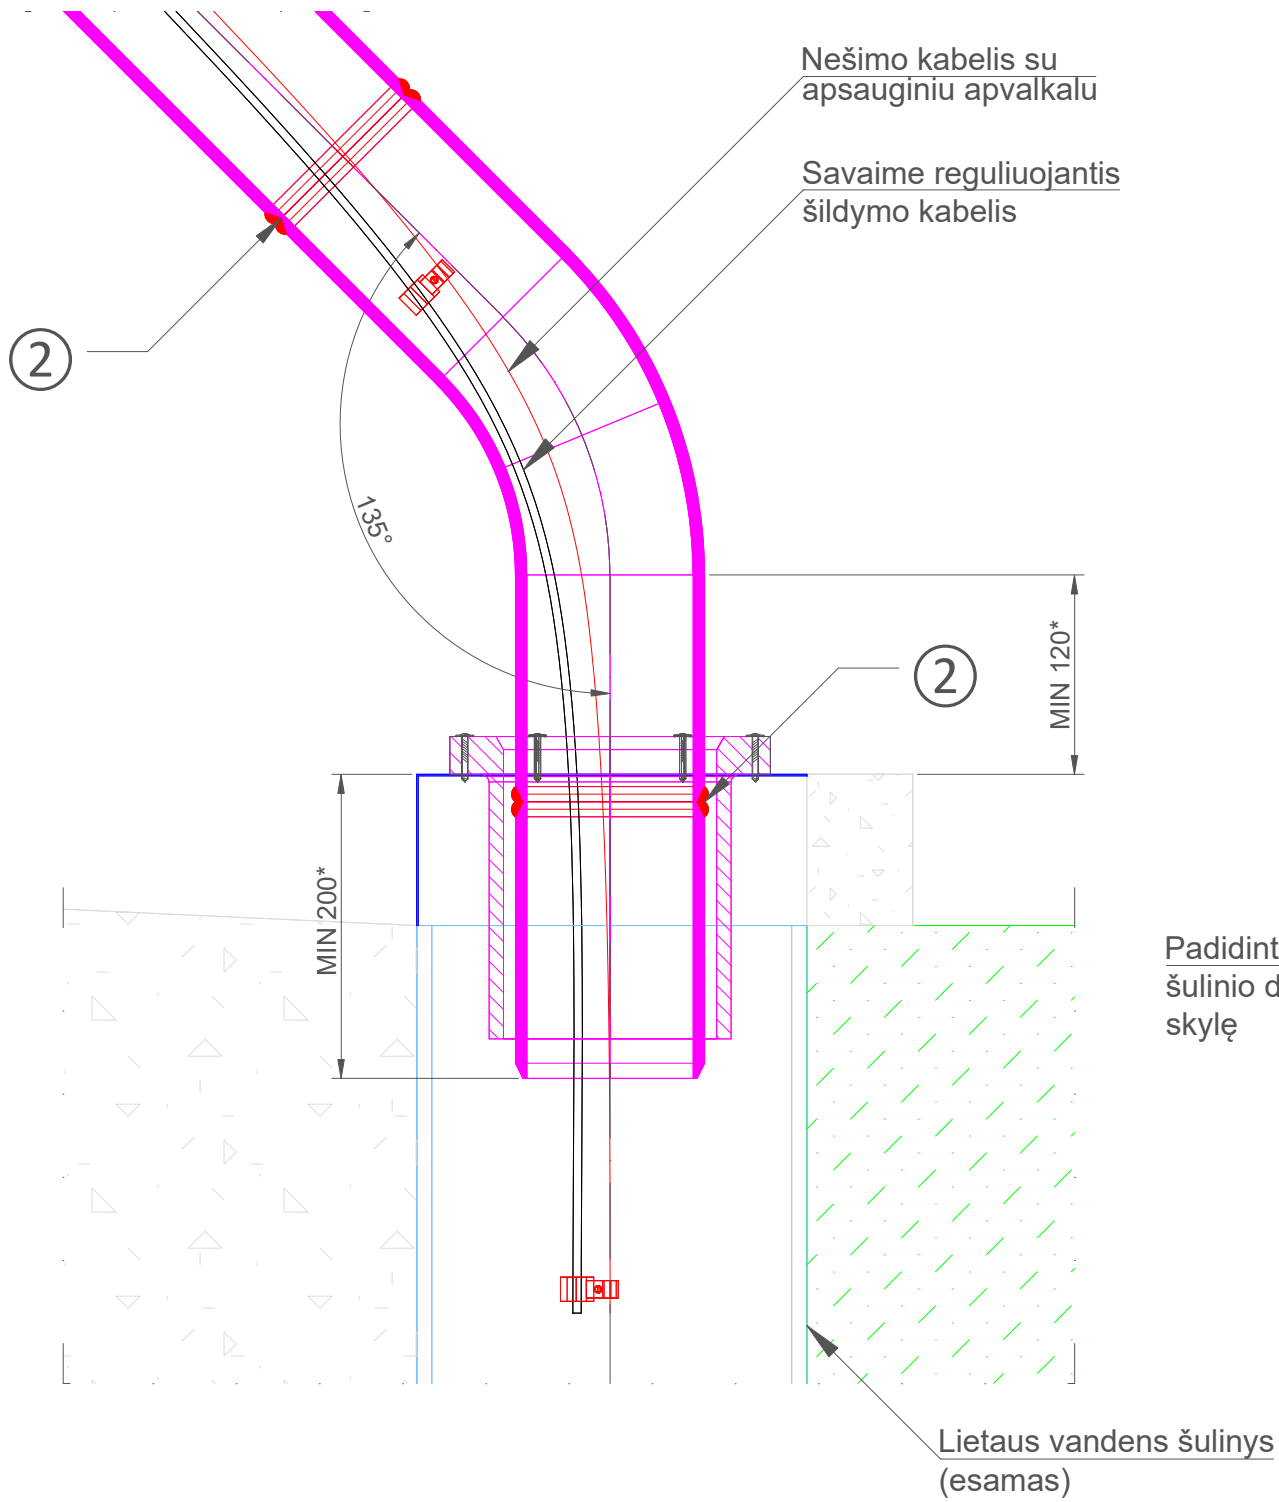 Nešimo kabelis su
apsauginiu apvalkalu
Savaime reguliuojantis
šildymo kabelis
2
135°
MIN 120*
2
MIN 200*
Padidint
šulinio d
skylę
Lietaus vandens šulinys
(esamas)